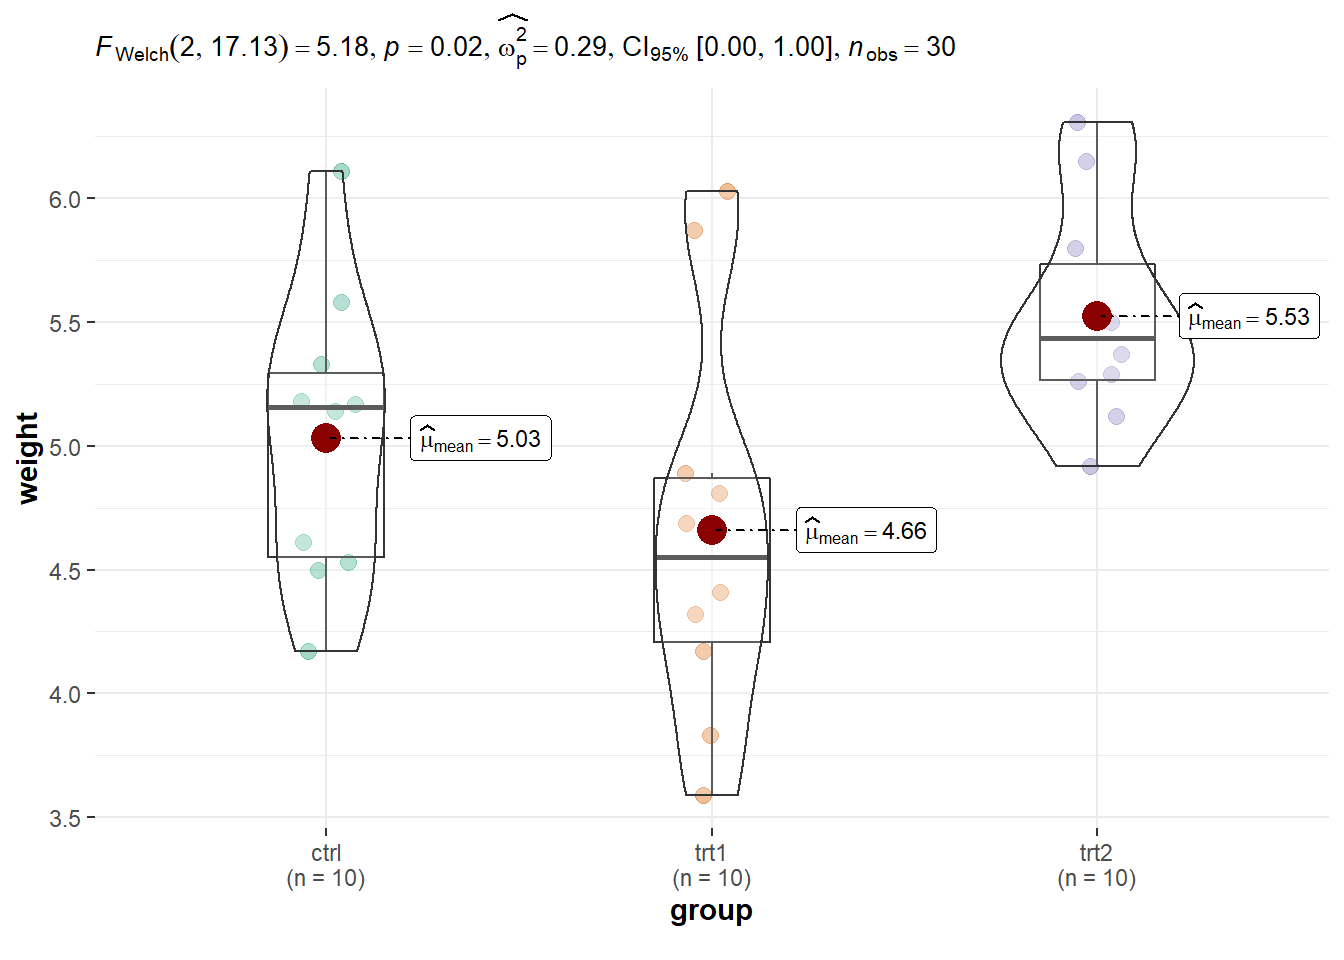 F Welch(2, 17.13) = 5.18, p = 0.02, ω̂²p = 0.29, CI95% [0.00, 1.00], nobs = 30
6.0
5.5
5.0
4.5
4.0
3.5
weight
μ̂mean = 5.03
μ̂mean = 4.66
μ̂mean = 5.53
ctrl
(n = 10)
trt1
(n = 10)
trt2
(n = 10)
group